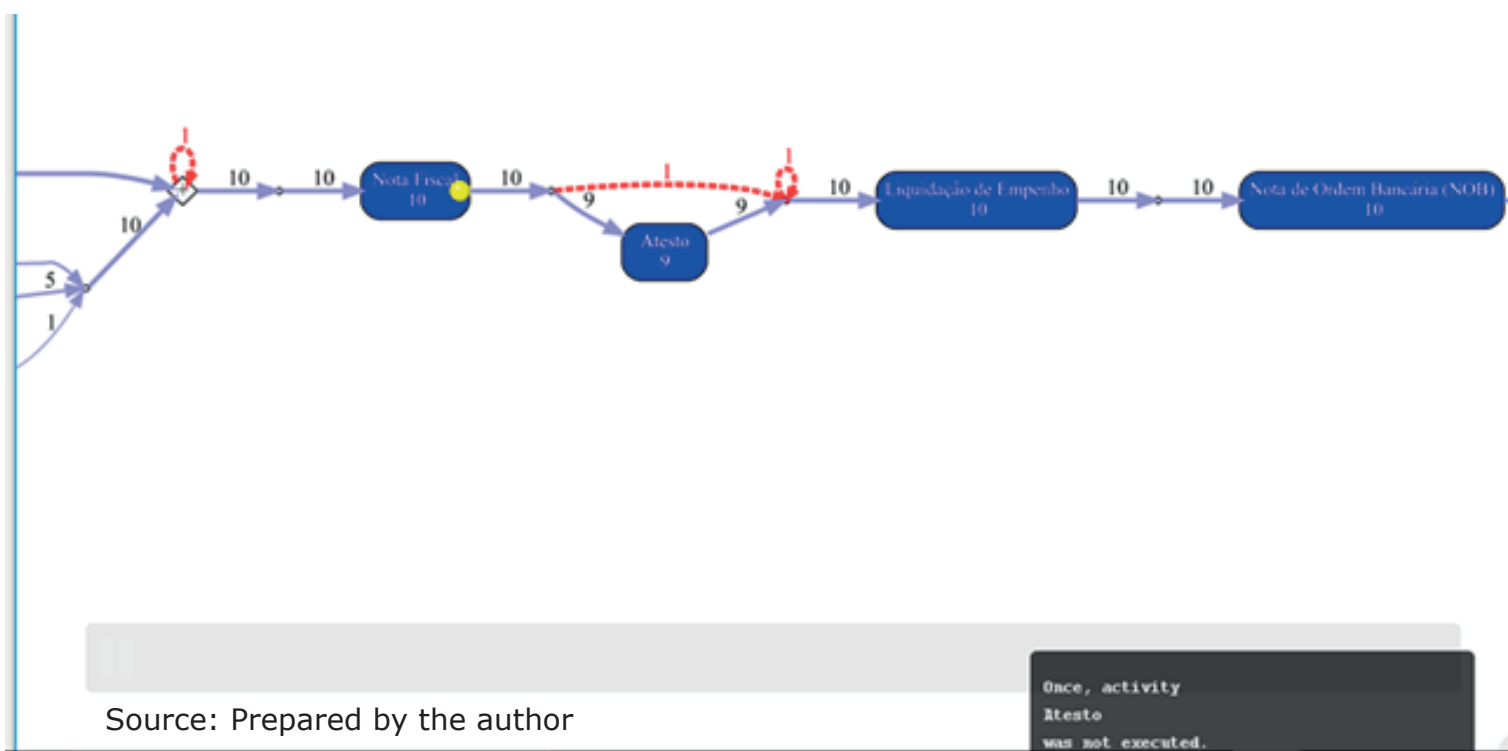 1
1
1
10
10
10
10
10
10
Nota Fiscal
10
9
9
Atesto
9
Liquidação de Empenho
10
Nota de Ordem Bancária (NOB)
10
10
5
1
Once, activity
Atesto
was not executed.
Source: Prepared by the author